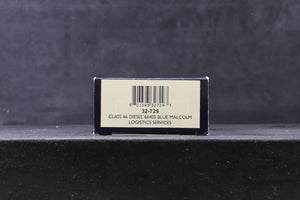 32-729
CLASS 66 DIESEL 66405 BLUE MALCOLM
LOGISTICS SERVICES